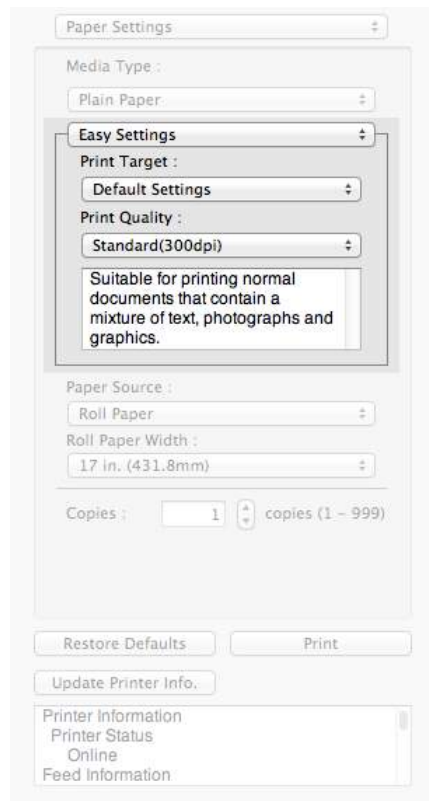 Paper Settings
Media Type :
Plain Paper
Easy Settings
Print Target :
Default Settings
Print Quality :
Standard(300dpi)
Suitable for printing normal
documents that contain a
mixture of text, photographs and
graphics.
Paper Source :
Roll Paper
Roll Paper Width :
17 in. (431.8mm)
Copies : 1 copies (1 – 999)
Restore Defaults Print
Update Printer Info.
Printer Information
Printer Status
Online
Feed Information